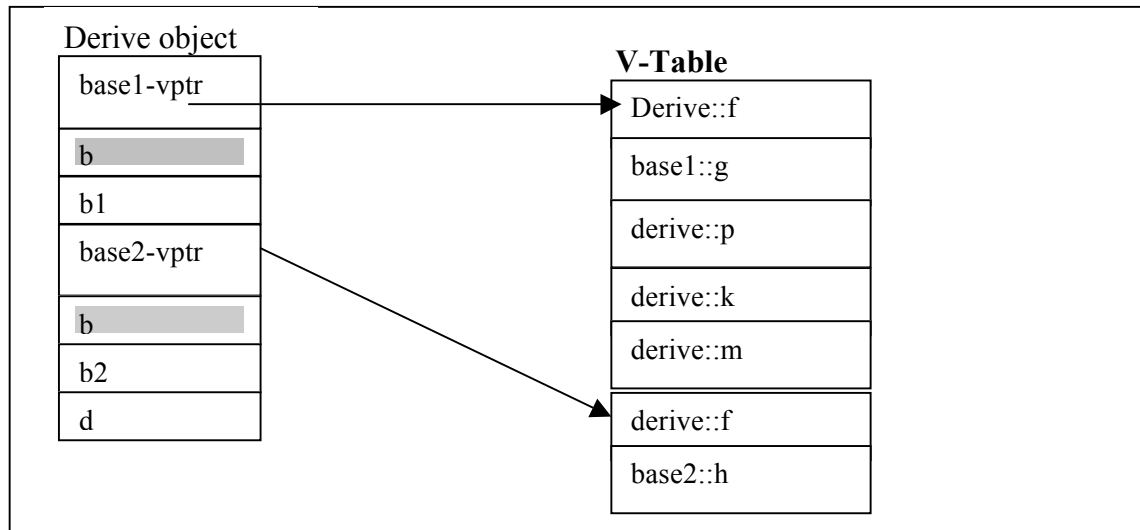 Derive object
base1-vptr
b
b1
base2-vptr
b
b2
d
V-Table
Derive::f
base1::g
derive::p
derive::k
derive::m
derive::f
base2::h